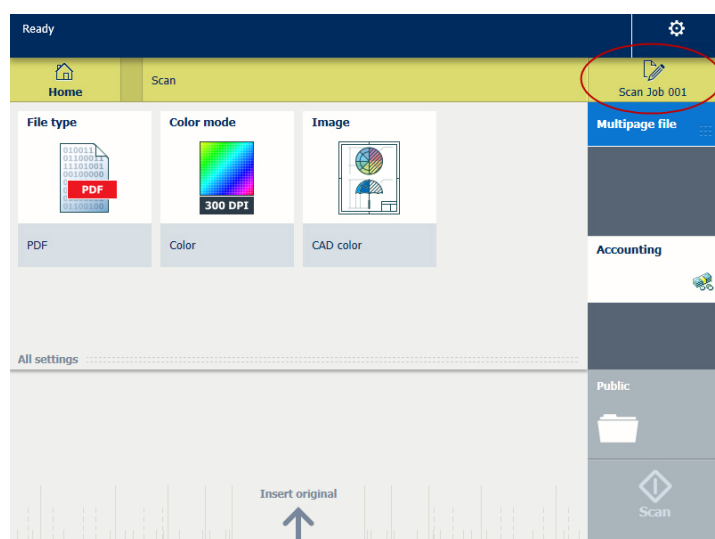 Ready
Home
Scan
Scan Job 001
File type
Color mode
Image
Multipage file
PDF
300 DPI
PDF
Color
CAD color
Accounting
All settings
Public
Insert original
Scan